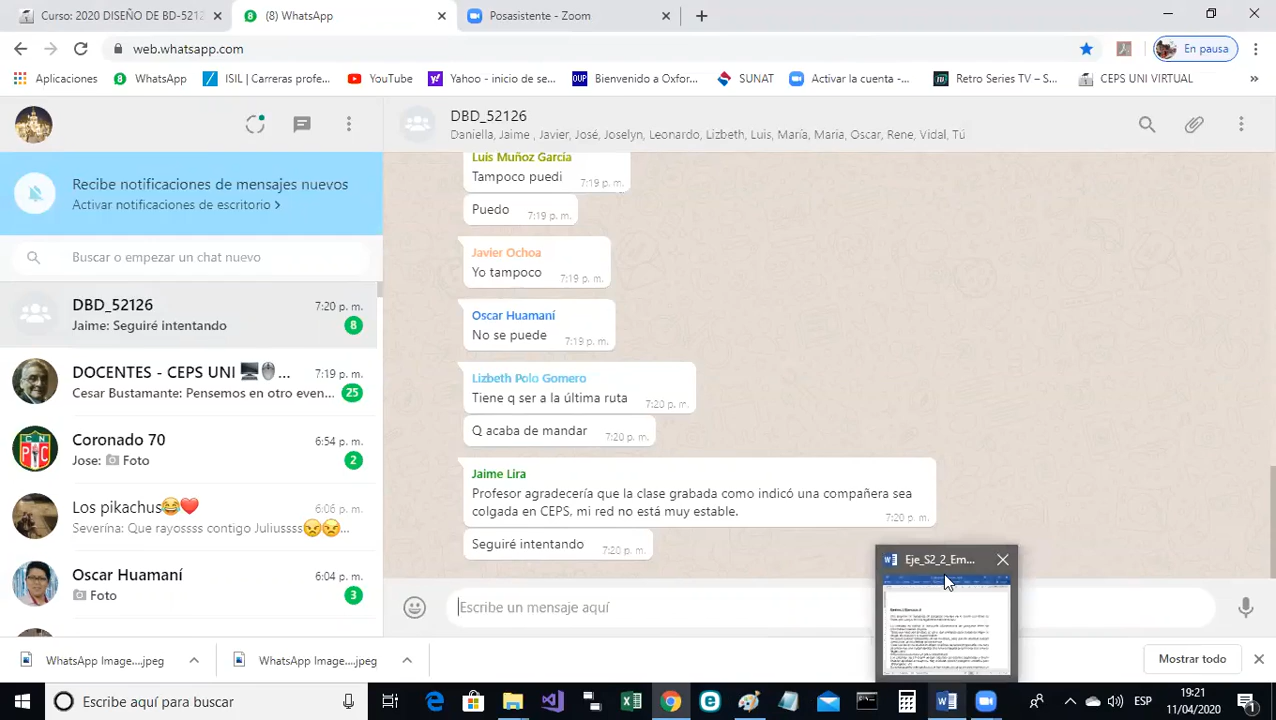 Curso: 2020 DISEÑO DE BD-5212
(8) WhatsApp
Posasistente - Zoom
web.whatsapp.com
En pausa
Aplicaciones
WhatsApp
ISIL | Carreras profe...
YouTube
Yahoo - inicio de se...
Bienvenido a Oxfor...
SUNAT
Activar la cuenta -...
Retro Series TV – S...
CEPS UNI VIRTUAL
»
DBD_52126
Daniella, Jaime , Javier, José, Joselyn, Leonardo, Lizbeth, Luis, María, Maria, Oscar, Rene, Vidal, Tú
Recibe notificaciones de mensajes nuevos
Activar notificaciones de escritorio >
Buscar o empezar un chat nuevo
DBD_52126
7:20 p. m.
Jaime: Seguiré intentando
8
DOCENTES - CEPS UNI ...
7:19 p. m.
Cesar Bustamante: Pensemos en otro even...
25
Coronado 70
6:54 p. m.
Jose: Foto
2
Los pikachus
6:06 p. m.
Severina: Que rayosssss contigo Juliussss ...
Oscar Huamaní
6:04 p. m.
Foto
3
Luis Muñoz García
Tampoco puedi
7:19 p. m.
Puedo
7:19 p. m.
Javier Ochoa
Yo tampoco
7:19 p. m.
Oscar Huamaní
No se puede
7:19 p. m.
Lizbeth Polo Gomero
Tiene q ser a la última ruta
7:20 p. m.
Q acaba de mandar
7:20 p. m.
Jaime Lira
Profesor agradecería que la clase grabada como indicó una compañera sea
colgada en CEPS, mi red no está muy estable.
7:20 p. m.
Seguiré intentando
7:20 p. m.
Eje_S2_2_Em...
Escribe un mensaje aquí
WhatsApp Image....jpeg
App Image....jpeg
Mostrar todo
Escribe aquí para buscar
ESP
19:21
11/04/2020
1